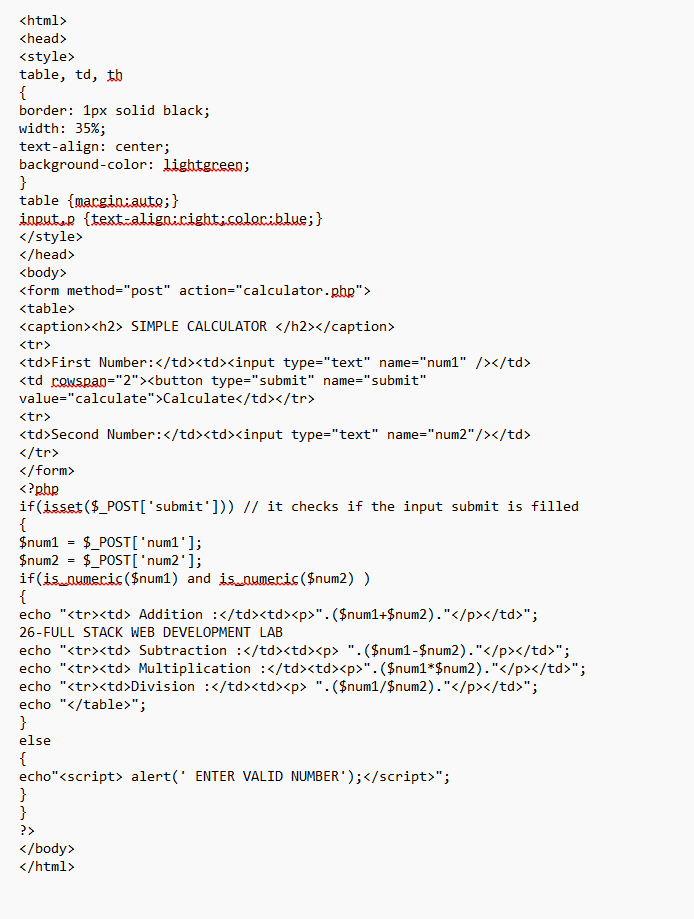 <html>
<head>
<style>
table, td, th
{
border: 1px solid black;
width: 35%;
text-align: center;
background-color: lightgreen;
}
table {margin:auto;}
input,p {text-align:right;color:blue;}
</style>
</head>
<body>
<form method="post" action="calculator.php">
<table>
<caption><h2> SIMPLE CALCULATOR </h2></caption>
<tr>
<td>First Number:</td><td><input type="text" name="num1" /></td>
<td rowspan="2"><button type="submit" name="submit"
value="calculate">Calculate</td></tr>
<tr>
<td>Second Number:</td><td><input type="text" name="num2"/></td>
</tr>
</form>
<?php
if(isset($_POST['submit'])) // it checks if the input submit is filled
{
$num1 = $_POST['num1'];
$num2 = $_POST['num2'];
if(is_numeric($num1) and is_numeric($num2) )
{
echo "<tr><td> Addition :</td><td><p>".($num1+$num2)."</p></td>";
26-FULL STACK WEB DEVELOPMENT LAB
echo "<tr><td> Subtraction :</td><td><p> ".($num1-$num2)."</p></td>";
echo "<tr><td> Multiplication :</td><td><p>".($num1*$num2)."</p></td>";
echo "<tr><td>Division :</td><td><p> ".($num1/$num2)."</p></td>";
echo "</table>";
}
else
{
echo"<script> alert(' ENTER VALID NUMBER');</script>";
}
}
?>
</body>
</html>